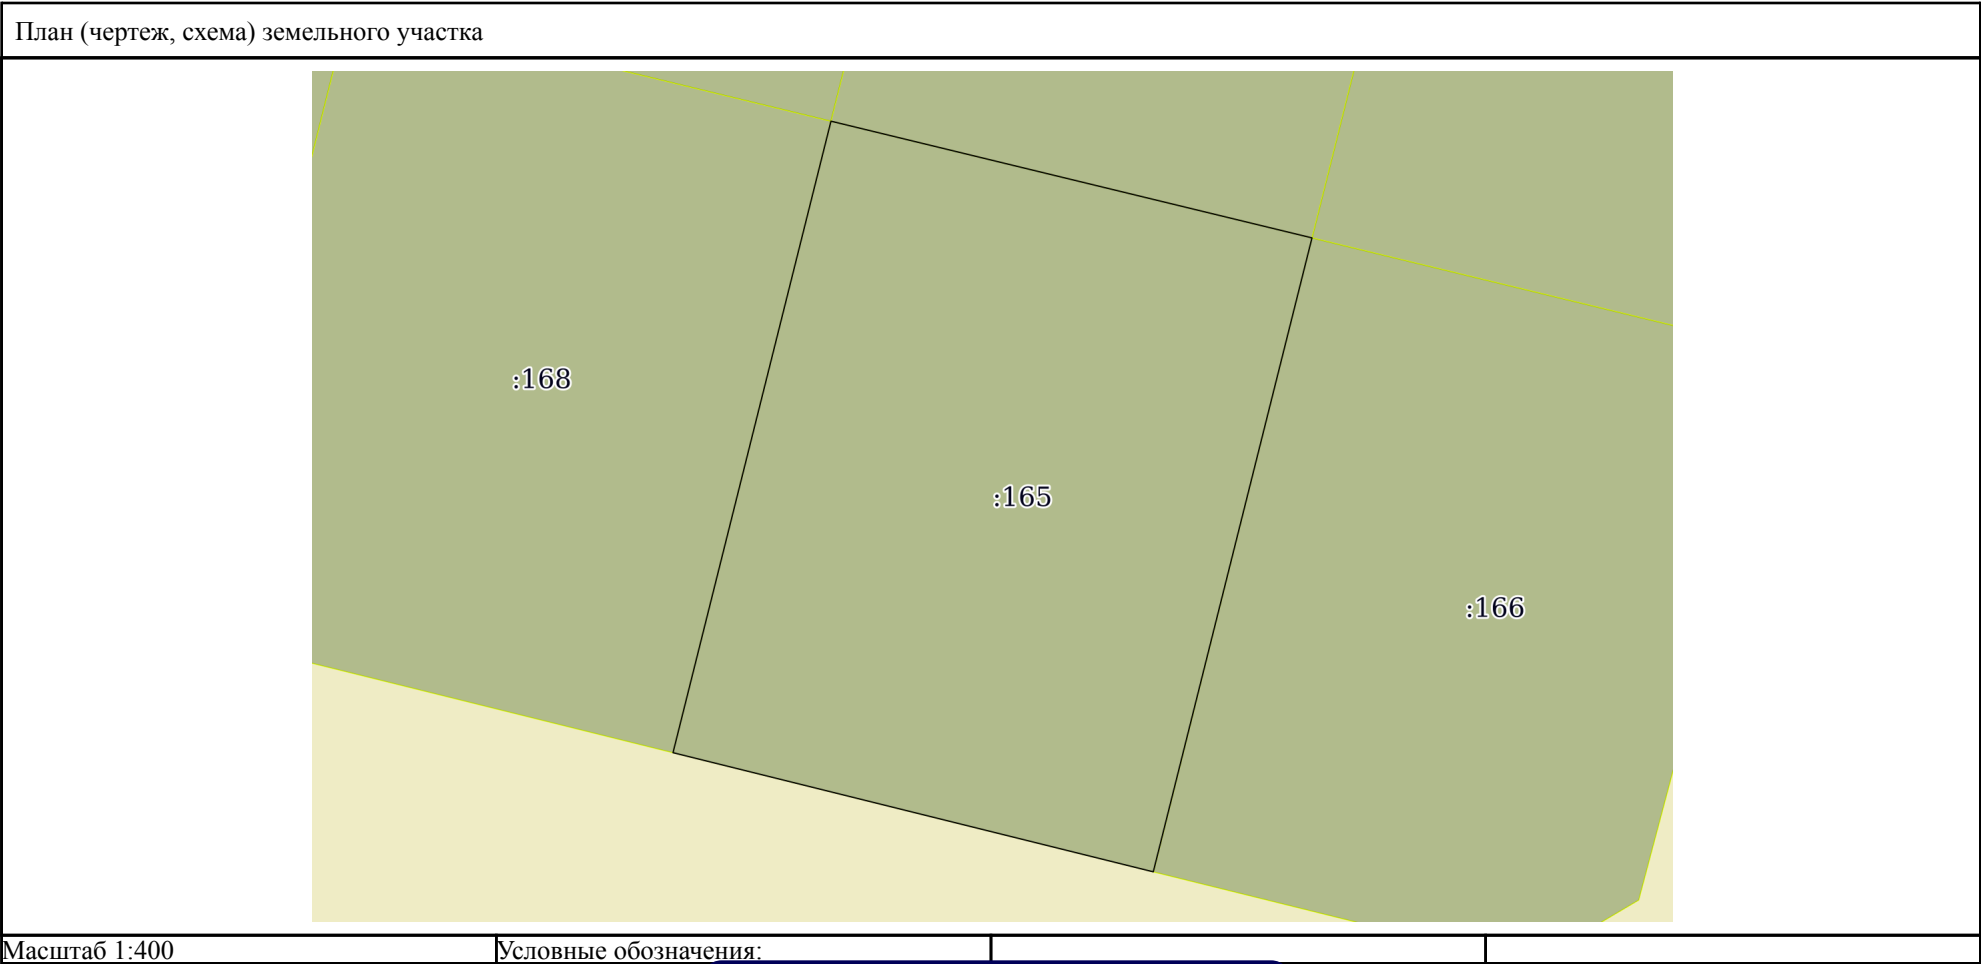 План (чертеж, схема) земельного участка
:168
:165
:166
Масштаб 1:400
Условные обозначения: